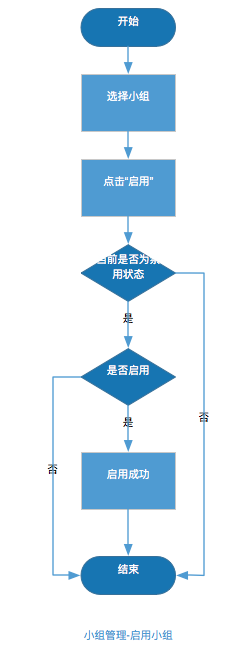 开始
选择小组
点击“启用”
当前是否为禁
用状态
是
是否启用
是
否
否
启用成功
结束
小组管理-启用小组